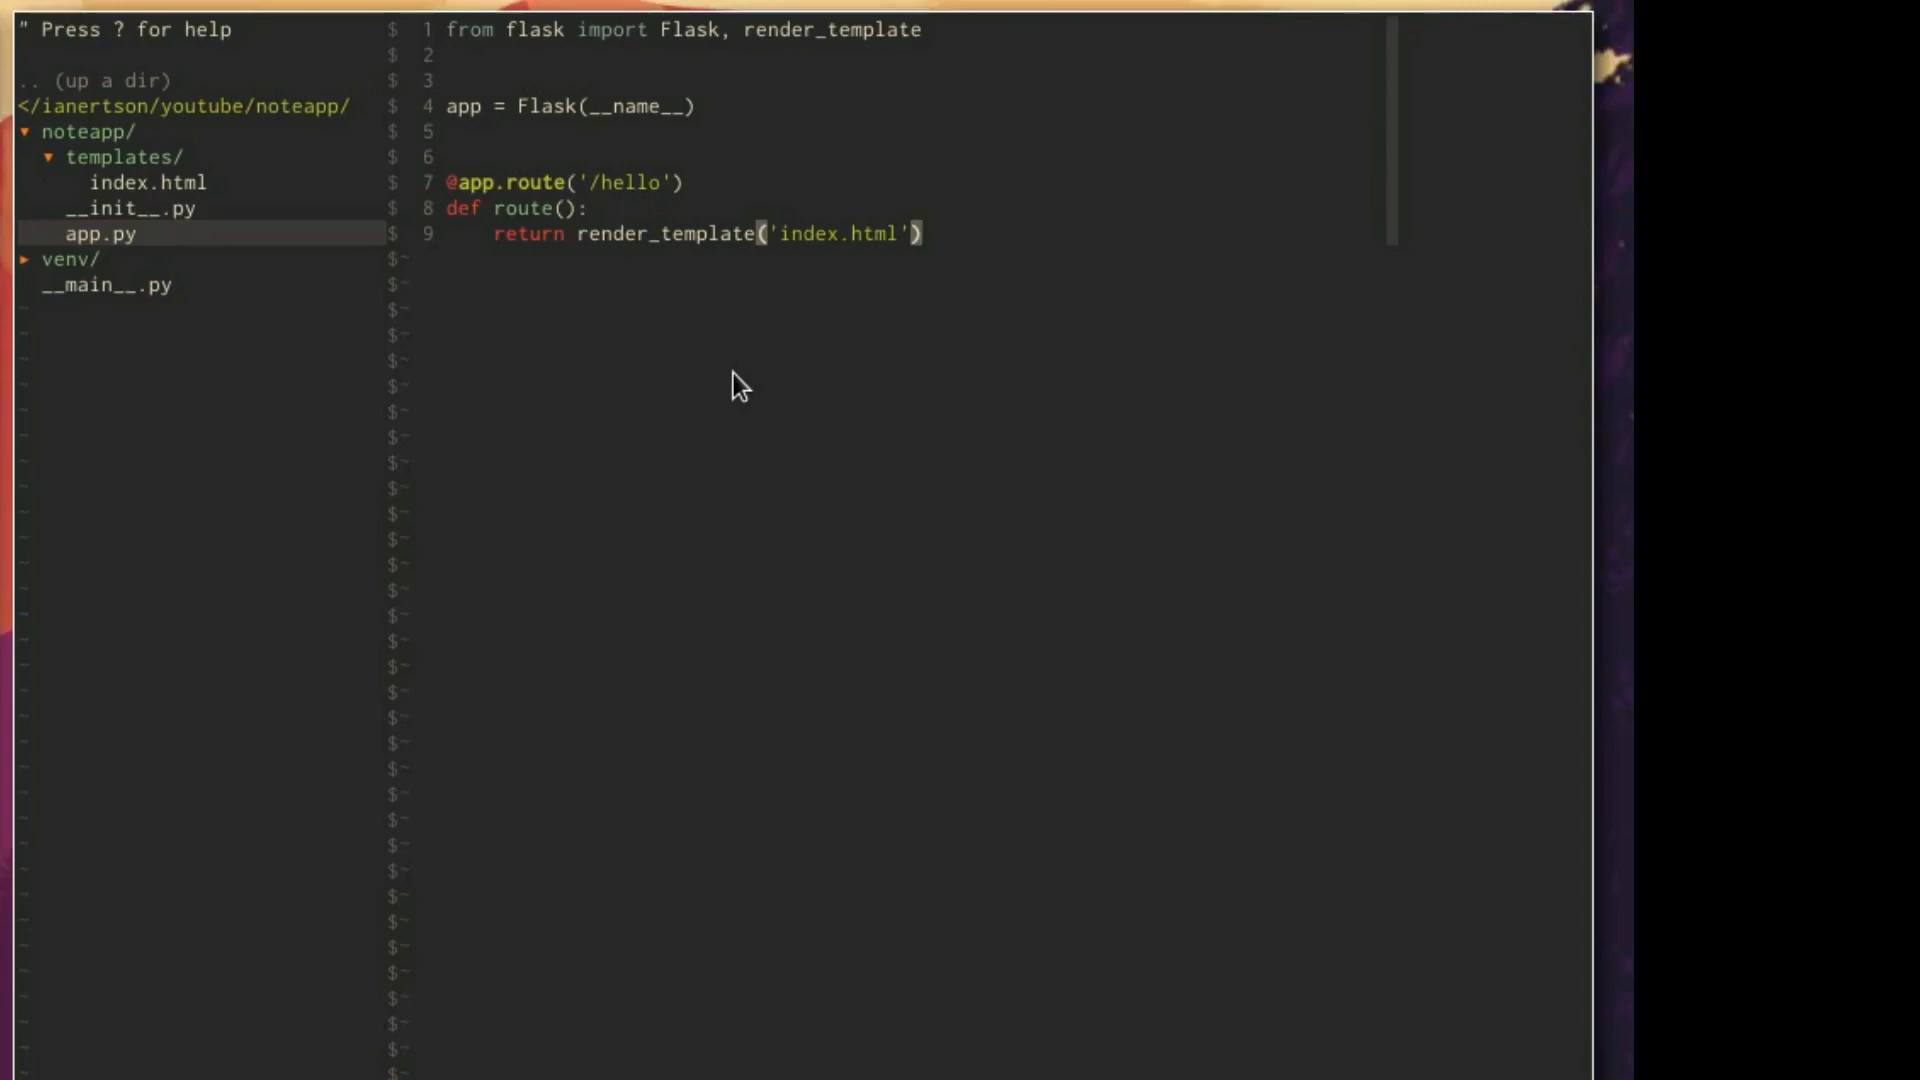 " Press ? for help
.. (up a dir)
</ianertson/youtube/noteapp/
▾ noteapp/
▾ templates/
index.html
__init__.py
app.py
▸ venv/
__main__.py
1 from flask import Flask, render_template
2
3
4 app = Flask(__name__)
5
6
7 @app.route('/hello')
8 def route():
9 return render_template('index.html')